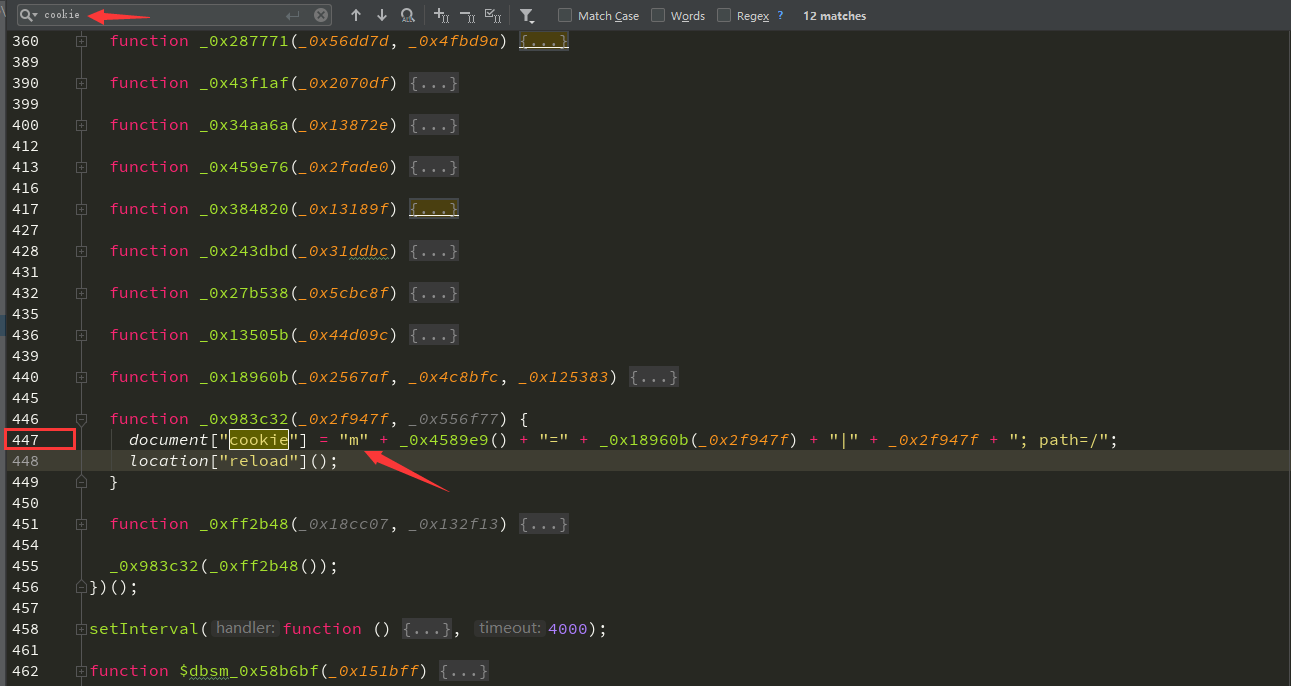 cookie Match Case Words Regex ? 12 matches
360 function _0x287771(_0x56dd7d, _0x4fbd9a) {...}
389
390 function _0x43f1af(_0x2070df) {...}
399
400 function _0x34aa6a(_0x13872e) {...}
412
413 function _0x459e76(_0x2fade0) {...}
416
417 function _0x384820(_0x13189f) {...}
427
428 function _0x243dbd(_0x31ddbc) {...}
431
432 function _0x27b538(_0x5cbc8f) {...}
435
436 function _0x13505b(_0x44d09c) {...}
439
440 function _0x18960b(_0x2567af, _0x4c8bfc, _0x125383) {...}
445
446 function _0x983c32(_0x2f947f, _0x556f77) {
447 document["cookie"] = "m" + _0x4589e9() + "=" + _0x18960b(_0x2f947f) + "|" + _0x2f947f + "; path=/";
448 location["reload"]();
449 }
450
451 function _0xff2b48(_0x18cc07, _0x132f13) {...}
454
455 _0x983c32(_0xff2b48());
456 })();
457
458 setInterval( handler: function () {...}, timeout: 4000);
461
462 function $dbsm_0x58b6bf(_0x151bff) {...}